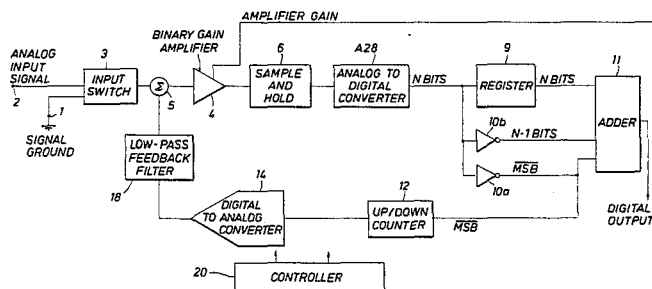 AMPLIFIER GAIN
BINARY GAIN
AMPLIFIER
ANALOG
INPUT
SIGNAL
2
1
SIGNAL
GROUND
3
INPUT
SWITCH
Σ
5
4
6
SAMPLE
AND
HOLD
A28
ANALOG TO
DIGITAL
CONVERTER
N BITS
9
REGISTER
N BITS
11
ADDER
10b
N-1 BITS
MSB
10a
LOW-PASS
FEEDBACK
FILTER
18
14
DIGITAL
TO ANALOG
CONVERTER
12
UP/DOWN
COUNTER
MSB
DIGITAL
OUTPUT
20
CONTROLLER